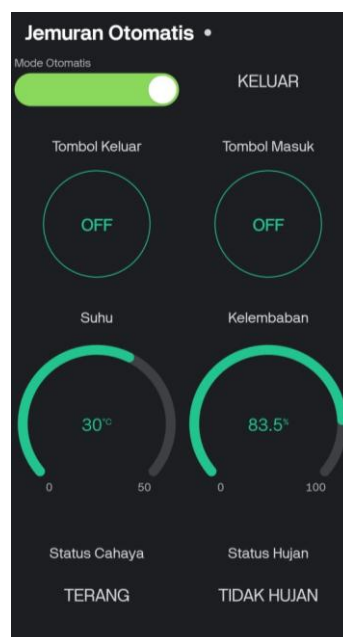 Jemuran Otomatis
Mode Otomatis
KELUAR
Tombol Keluar
Tombol Masuk
OFF
OFF
Suhu
Kelembaban
30°C
83.5%
0
50
0
100
Status Cahaya
Status Hujan
TERANG
TIDAK HUJAN